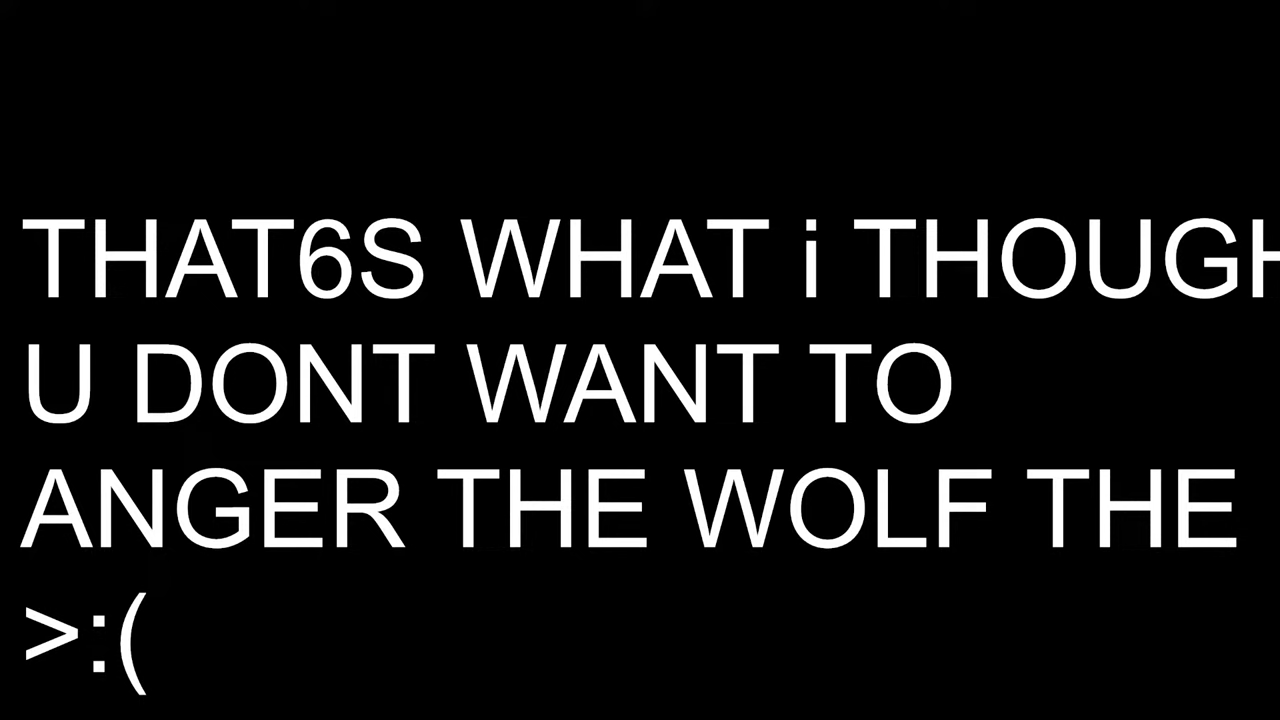 THAT6S WHAT i THOUGH
U DONT WANT TO
ANGER THE WOLF THE
>:(